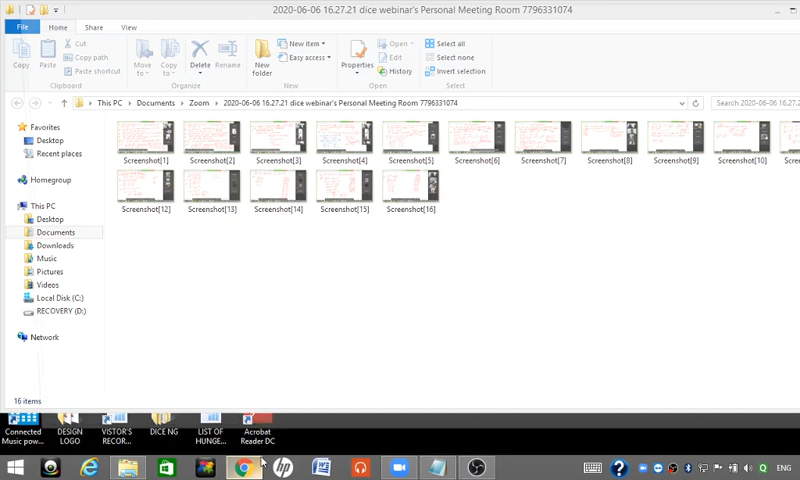 2020-06-06 16.27.21 dice webinar's Personal Meeting Room 7796331074
File Home Share View
Copy Paste Cut Copy path Paste shortcut Move to Copy to Delete Rename New folder New item Easy access Properties Open Edit History Select all Select none Invert selection
Clipboard Organize New Open Select
This PC Documents Zoom 2020-06-06 16.27.21 dice webinar's Personal Meeting Room 7796331074 Search 2020-06-06 16.27...
Favorites
Desktop
Recent places
Homegroup
This PC
Desktop
Documents
Downloads
Music
Pictures
Videos
Local Disk (C:)
RECOVERY (D:)
Network
Screenshot[1] Screenshot[2] Screenshot[3] Screenshot[4] Screenshot[5] Screenshot[6] Screenshot[7] Screenshot[8] Screenshot[9] Screenshot[10]
Screenshot[12] Screenshot[13] Screenshot[14] Screenshot[15] Screenshot[16]
16 items
Connected DESIGN VISTOR'S DICE NG LIST OF Acrobat
Music pow... LOGO RECOR... HUNGE... Reader DC
ENG